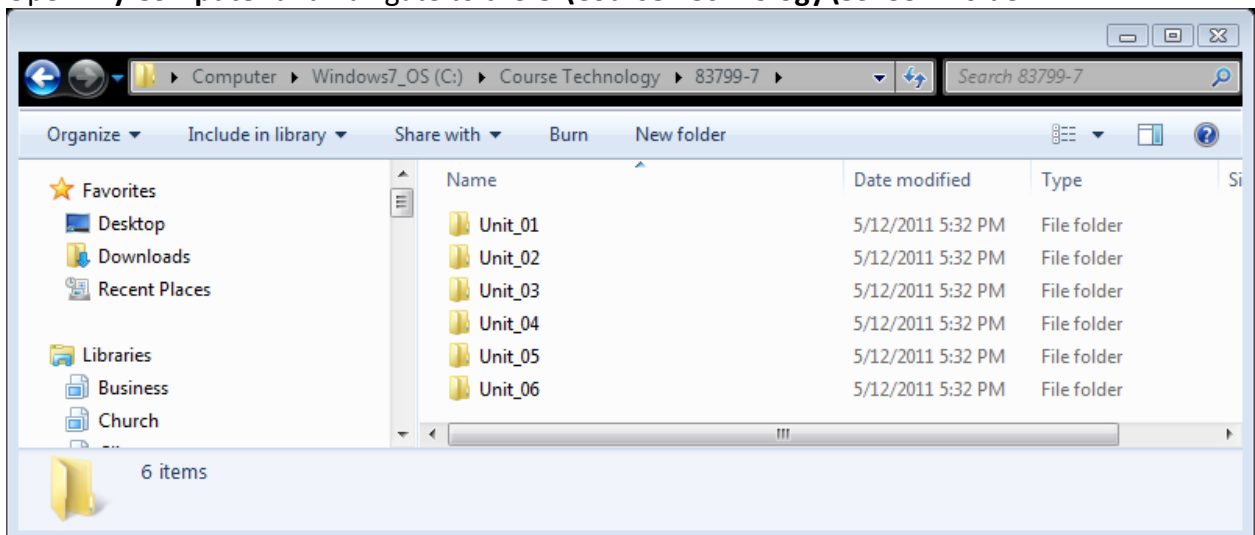 Computer ▸ Windows7_OS (C:) ▸ Course Technology ▸ 83799-7 ▸ Search 83799-7
Organize Include in library Share with Burn New folder
Favorites
Desktop
Downloads
Recent Places
Libraries
Business
Church
Name Date modified Type
Unit_01 5/12/2011 5:32 PM File folder
Unit_02 5/12/2011 5:32 PM File folder
Unit_03 5/12/2011 5:32 PM File folder
Unit_04 5/12/2011 5:32 PM File folder
Unit_05 5/12/2011 5:32 PM File folder
Unit_06 5/12/2011 5:32 PM File folder
6 items